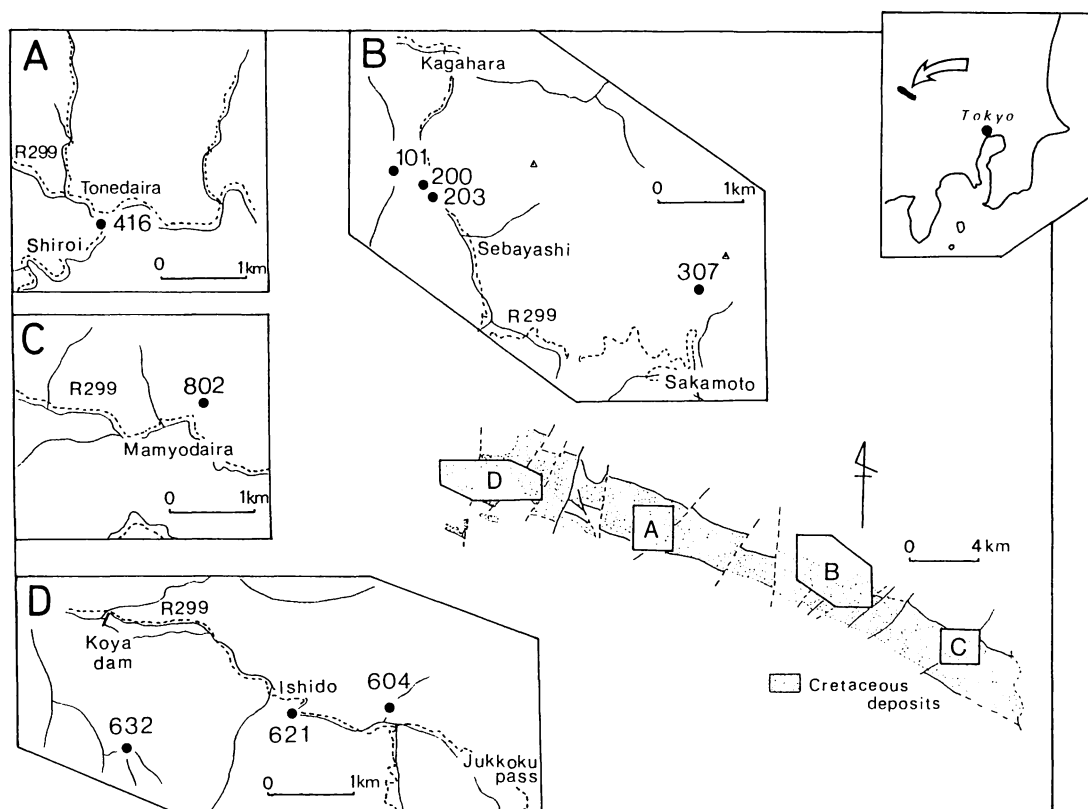 A
R299
Tonedaira
416
Shiroi
0 1km
B
Kagahara
101
200
203
0 1km
Sebayashi
307
R299
Sakamoto
Tokyo
C
R299
802
Mamyodaira
0 1km
D
A
B
C
0 4km
Cretaceous
deposits
D
R299
Koya
dam
Ishido
604
621
632
Jukkoku
pass
0 1km